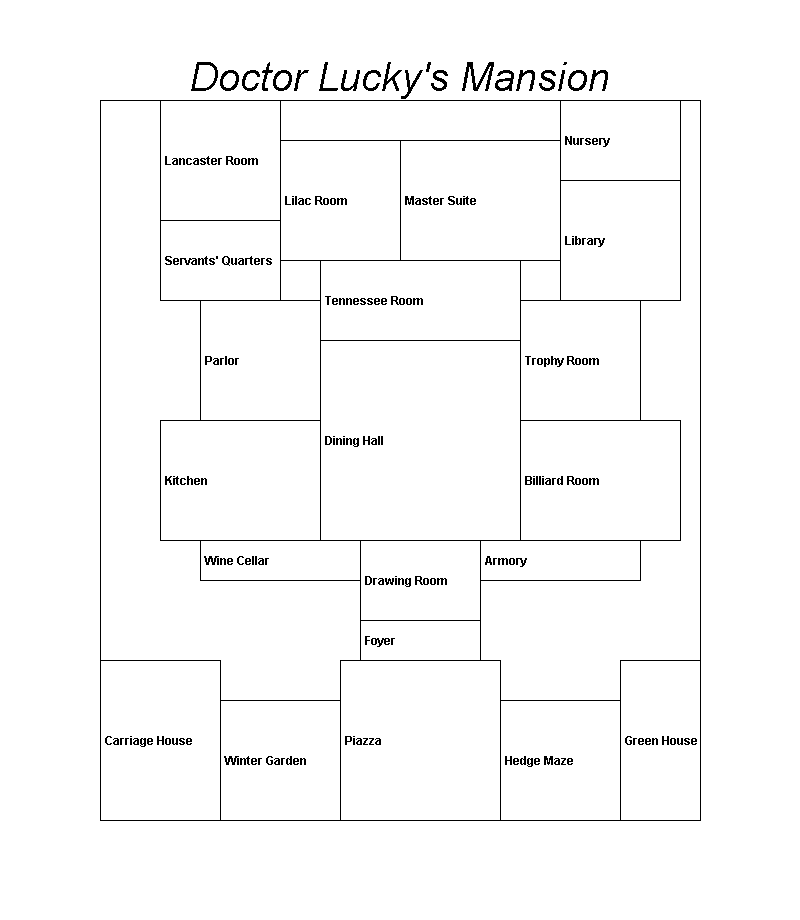 Doctor Lucky's Mansion
Nursery
Lancaster Room
Lilac Room
Master Suite
Library
Servants' Quarters
Tennessee Room
Parlor
Trophy Room
Dining Hall
Kitchen
Billiard Room
Wine Cellar
Armory
Drawing Room
Foyer
Carriage House
Piazza
Green House
Winter Garden
Hedge Maze